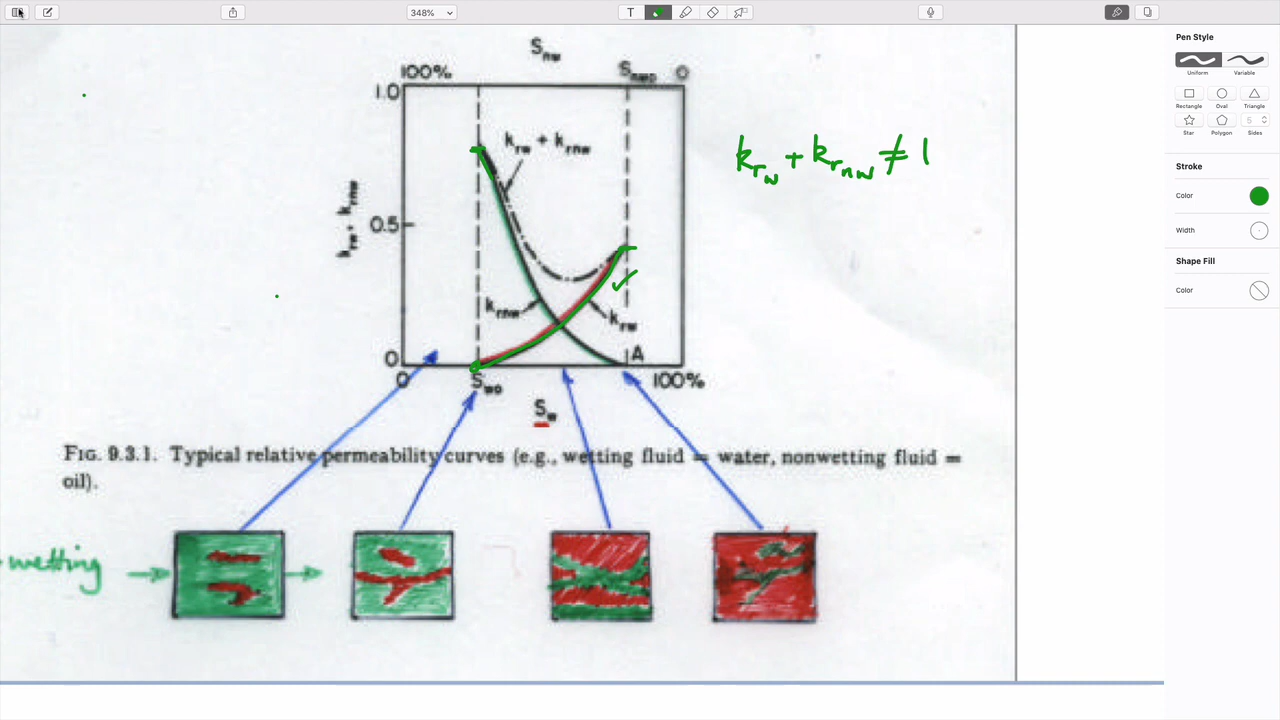 348%
T
Pen Style
Uniform
Variable
Rectangle
Oval
Triangle
Star
Polygon
5
Sides
Stroke
Color
Width
Shape Fill
Color
Snw
100%
Snwo
0
1.0
krw + krnw
krw, krnw
0.5
krnw
krw
A
0
0
Swo
100%
Sw
krw + krnw ≠ 1
FIG. 9.3.1. Typical relative permeability curves (e.g., wetting fluid = water, nonwetting fluid =
oil).
wetting